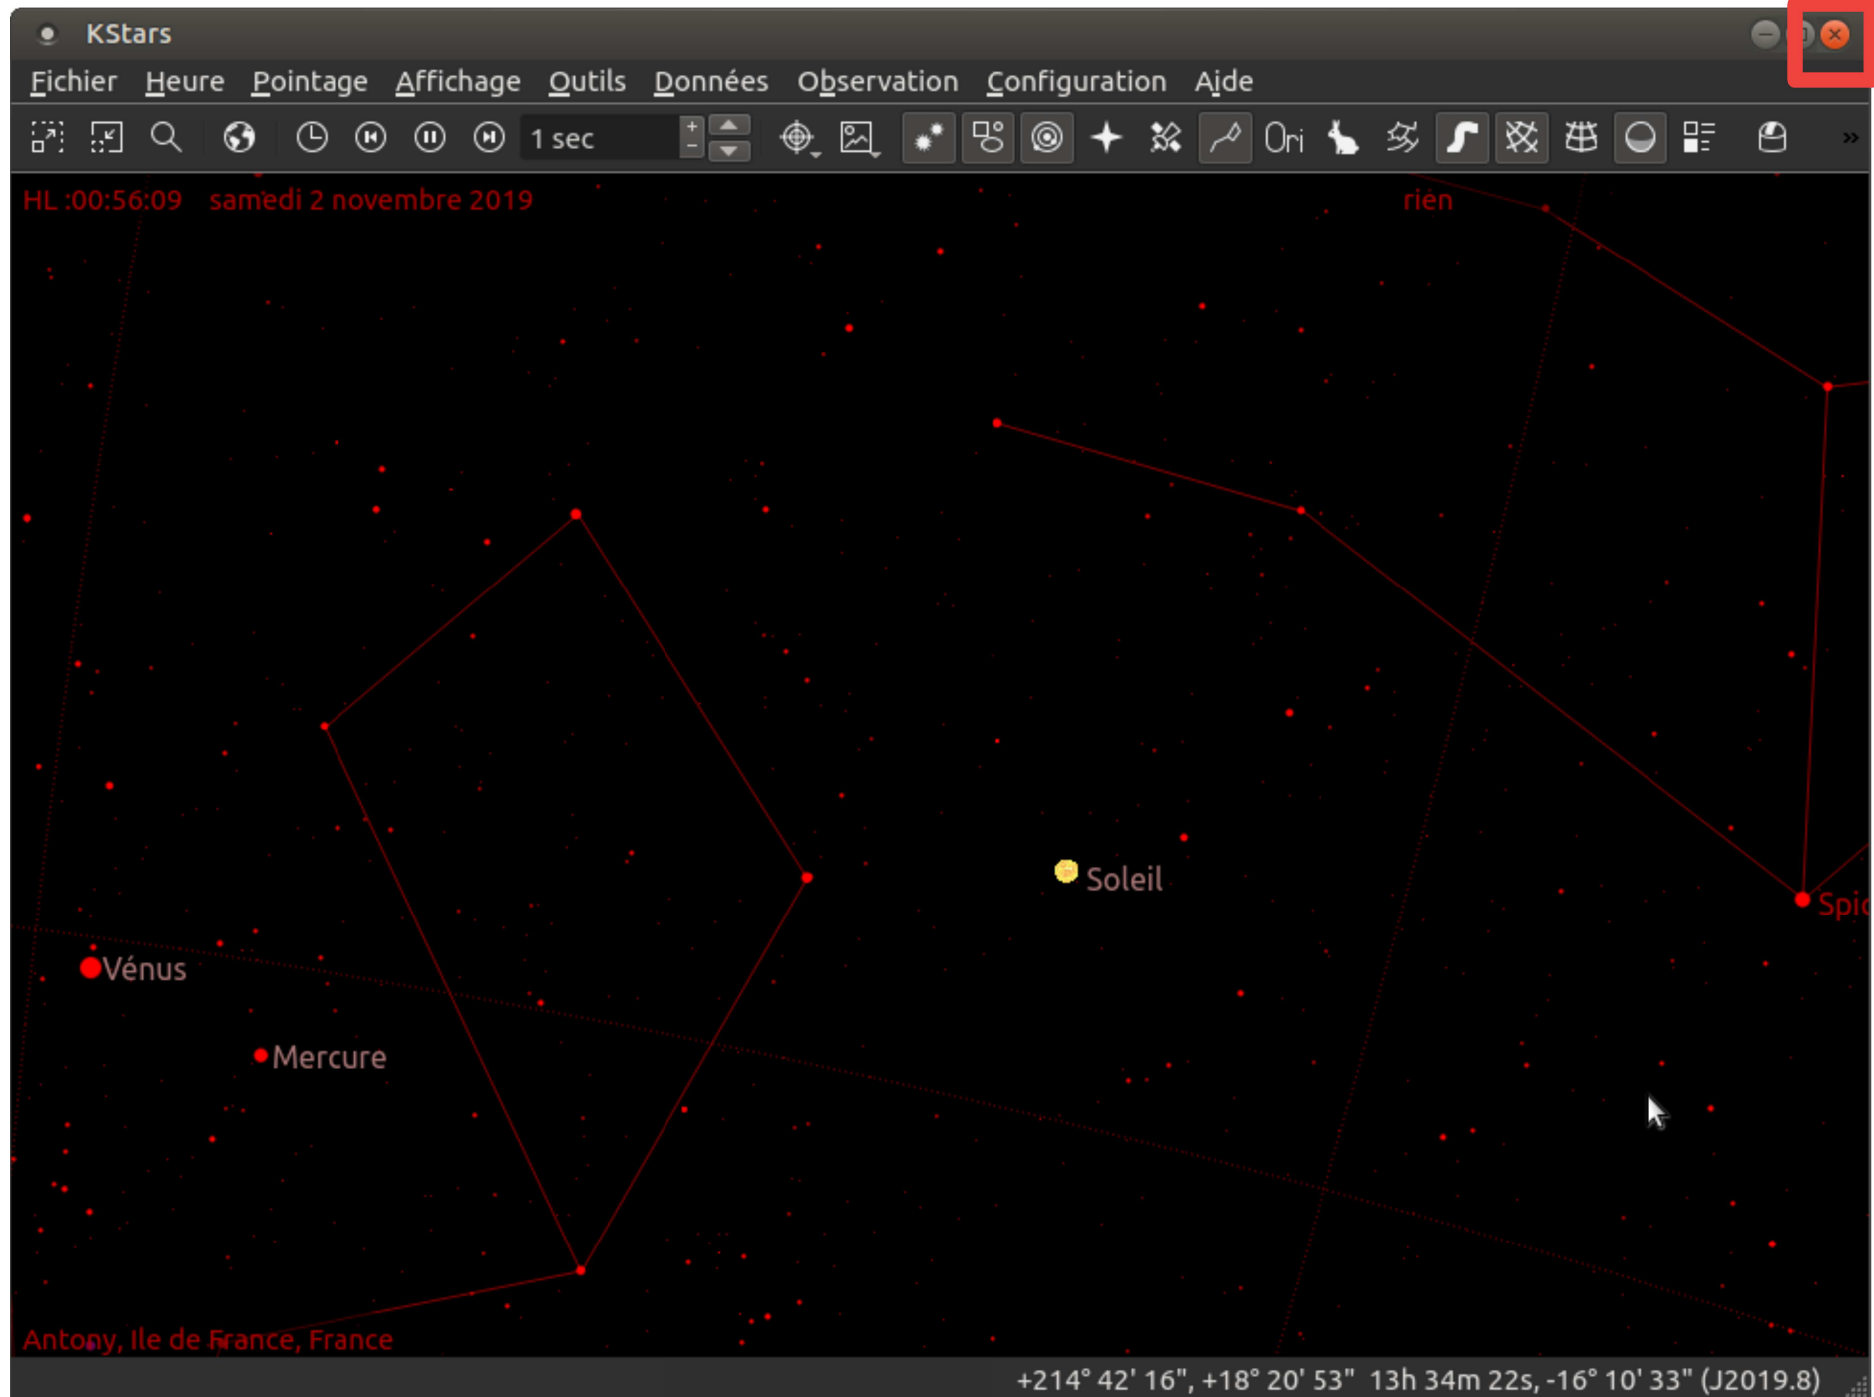 KStars
Fichier Heure Pointage Affichage Outils Données Observation Configuration Aide
1 sec Ori
HL :00:56:09 samedi 2 novembre 2019 rien
Soleil
Spic
Vénus
Mercure
Antony, Ile de France, France
+214° 42' 16", +18° 20' 53" 13h 34m 22s, -16° 10' 33" (J2019.8)